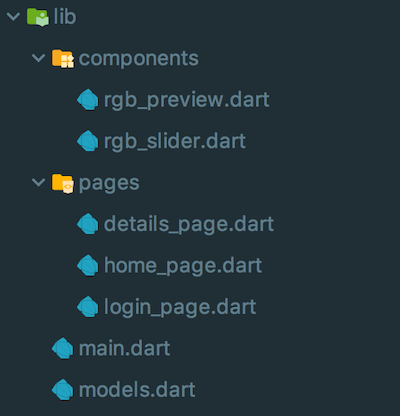 lib
components
rgb_preview.dart
rgb_slider.dart
pages
details_page.dart
home_page.dart
login_page.dart
main.dart
models.dart